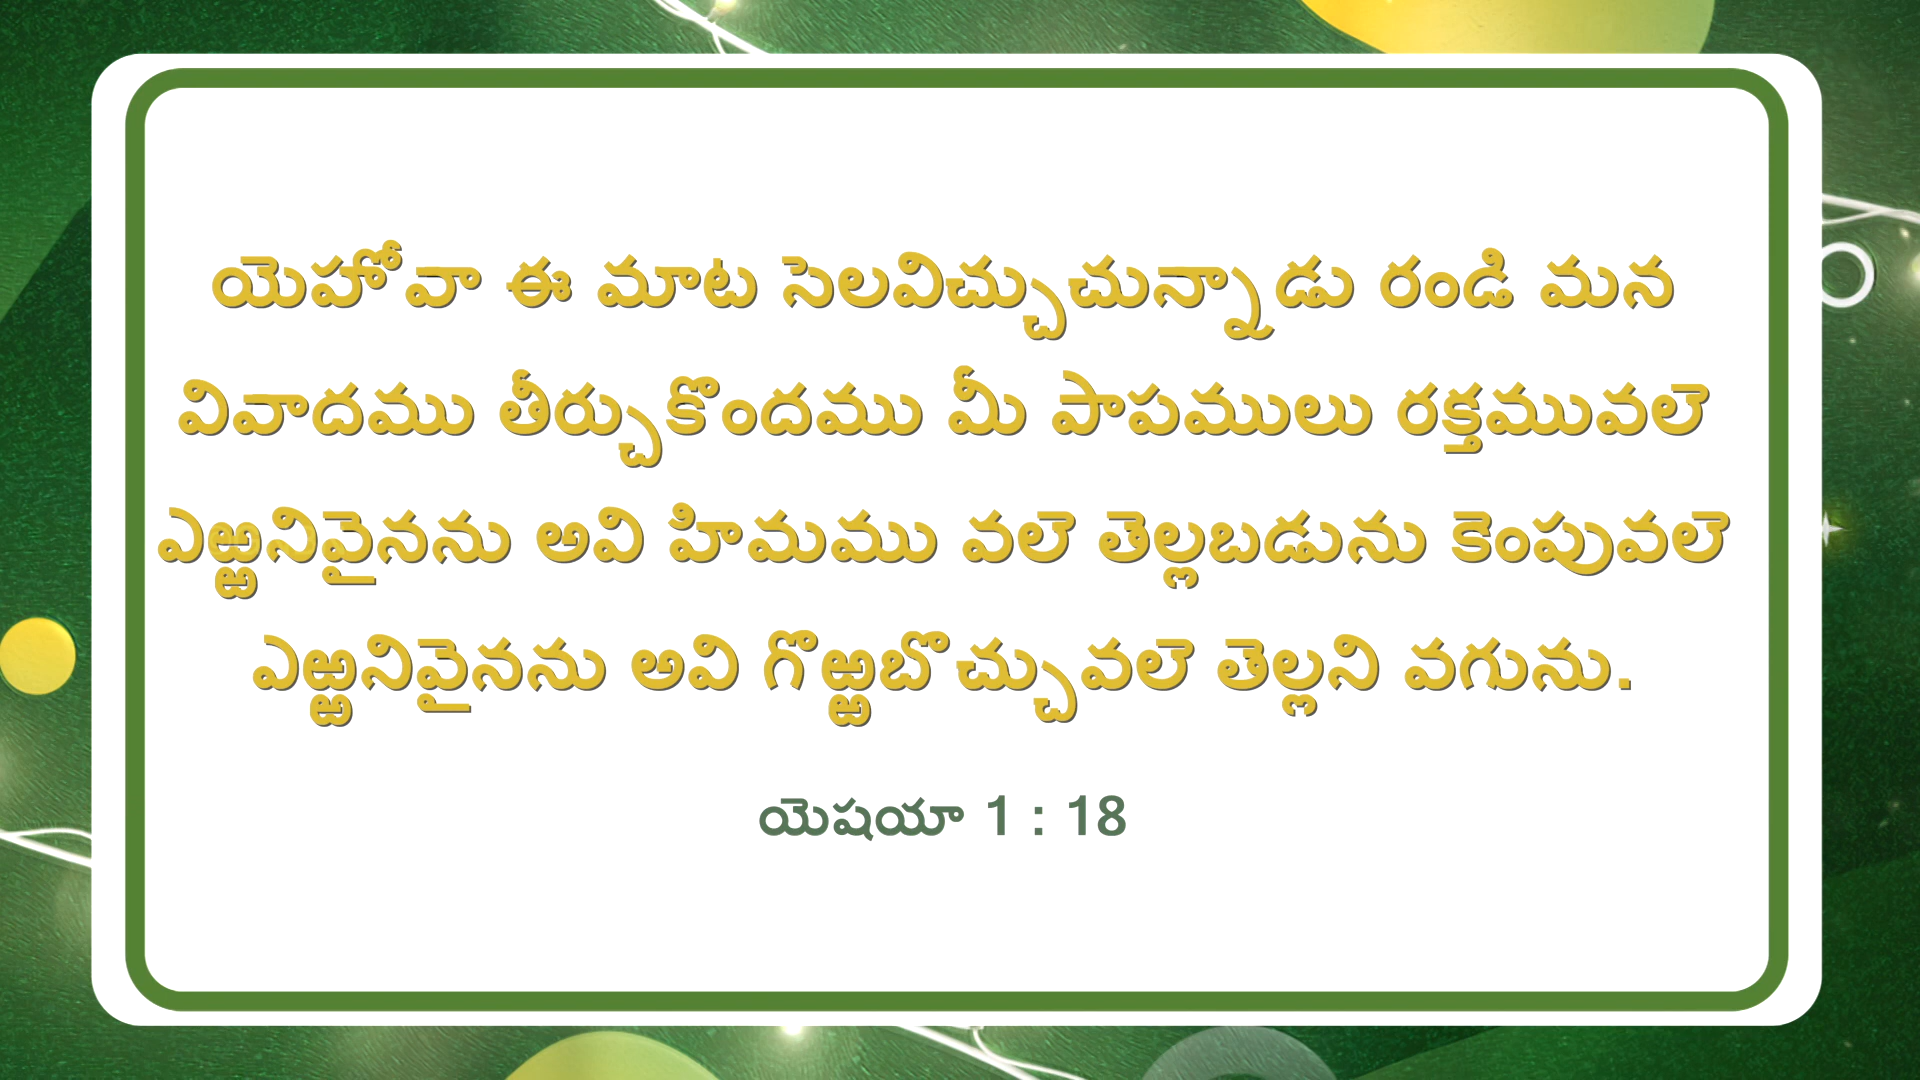 యెహోవా ఈ మాట సెలవిచ్చుచున్నాడు రండి మన
వివాదము తీర్చుకొందము మీ పాపములు రక్తమువలె
ఎఱ్ఱనివైనను అవి హిమము వలె తెల్లబడును కెంపువలె
ఎఱ్ఱనివైనను అవి గొఱ్ఱబొచ్చువలె తెల్లని వగును.
యెషయా 1 : 18